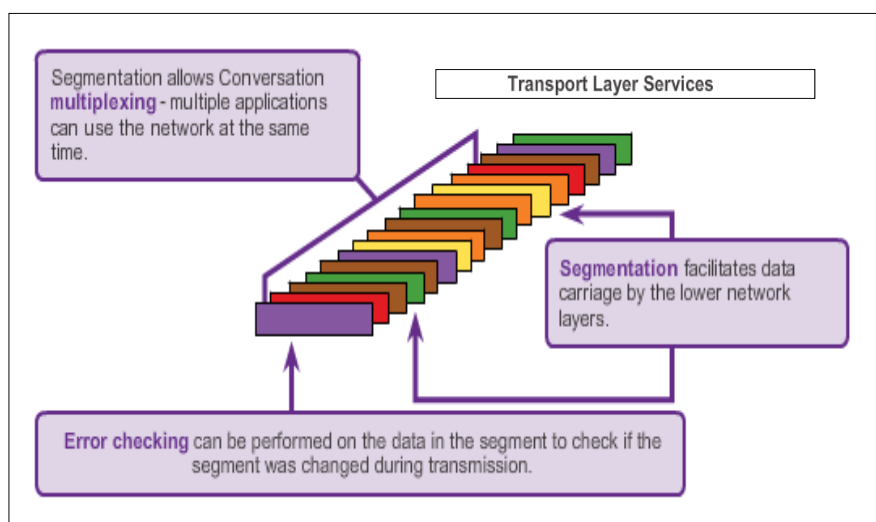 Segmentation allows Conversation
multiplexing - multiple applications
can use the network at the same
time.
Transport Layer Services
Segmentation facilitates data
carriage by the lower network
layers.
Error checking can be performed on the data in the segment to check if the
segment was changed during transmission.